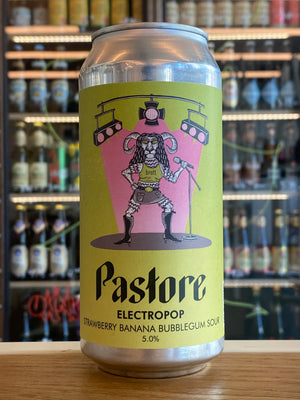 Pastore
ELECTROPOP
STRAWBERRY BANANA BUBBLEGUM SOUR
5.0%